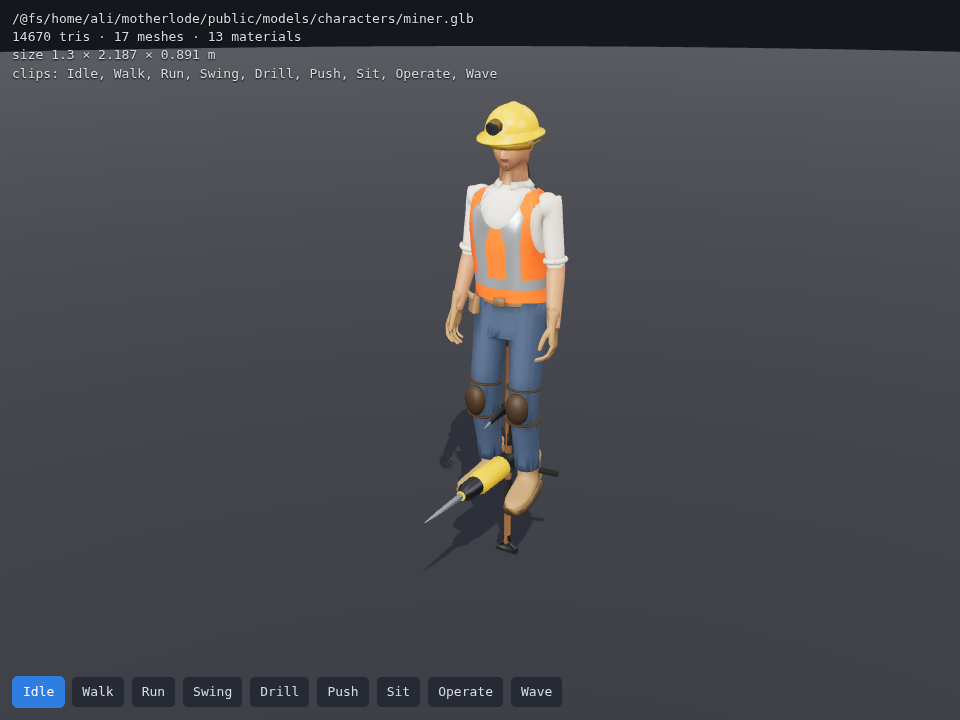 /@fs/home/ali/motherlode/public/models/characters/miner.glb
14670 tris · 17 meshes · 13 materials
size 1.3 × 2.187 × 0.891 m
clips: Idle, Walk, Run, Swing, Drill, Push, Sit, Operate, Wave
Idle Walk Run Swing Drill Push Sit Operate Wave